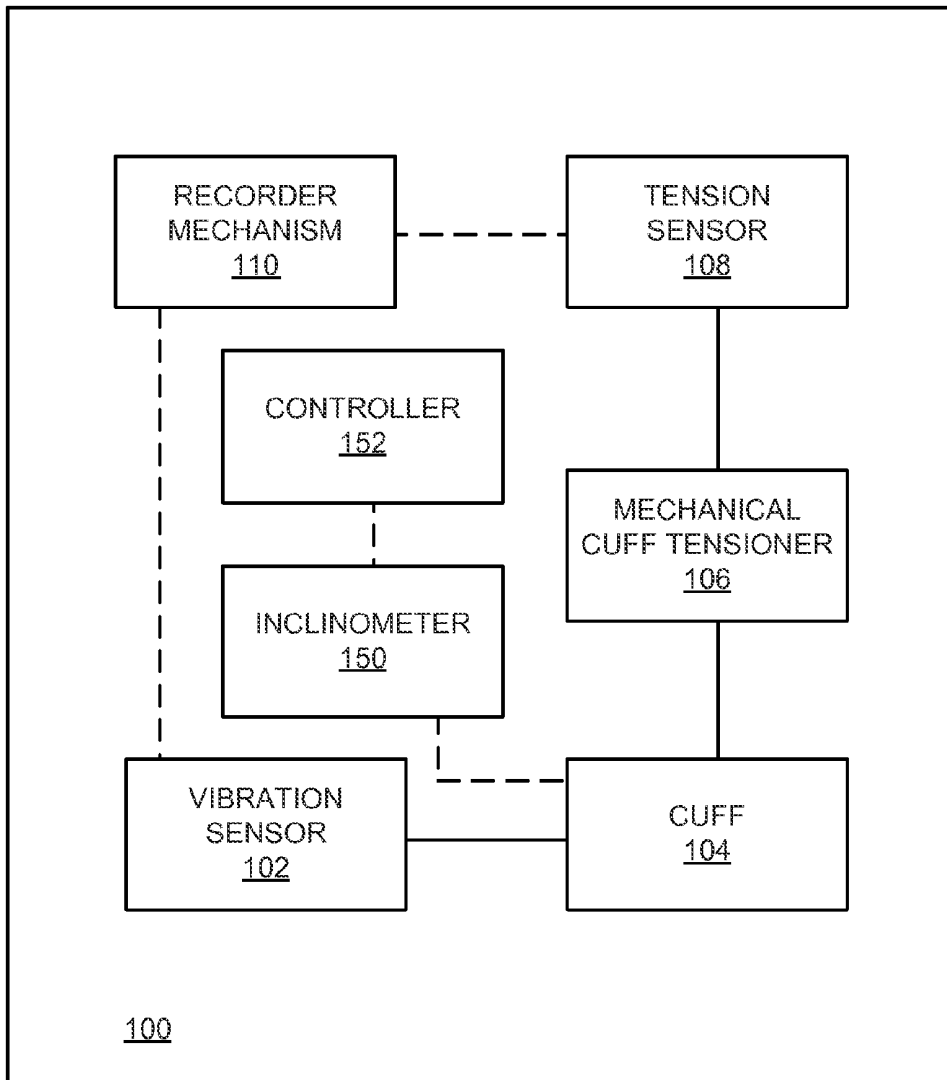 RECORDER
MECHANISM
110
TENSION
SENSOR
108
CONTROLLER
152
MECHANICAL
CUFF TENSIONER
106
INCLINOMETER
150
VIBRATION
SENSOR
102
CUFF
104
100